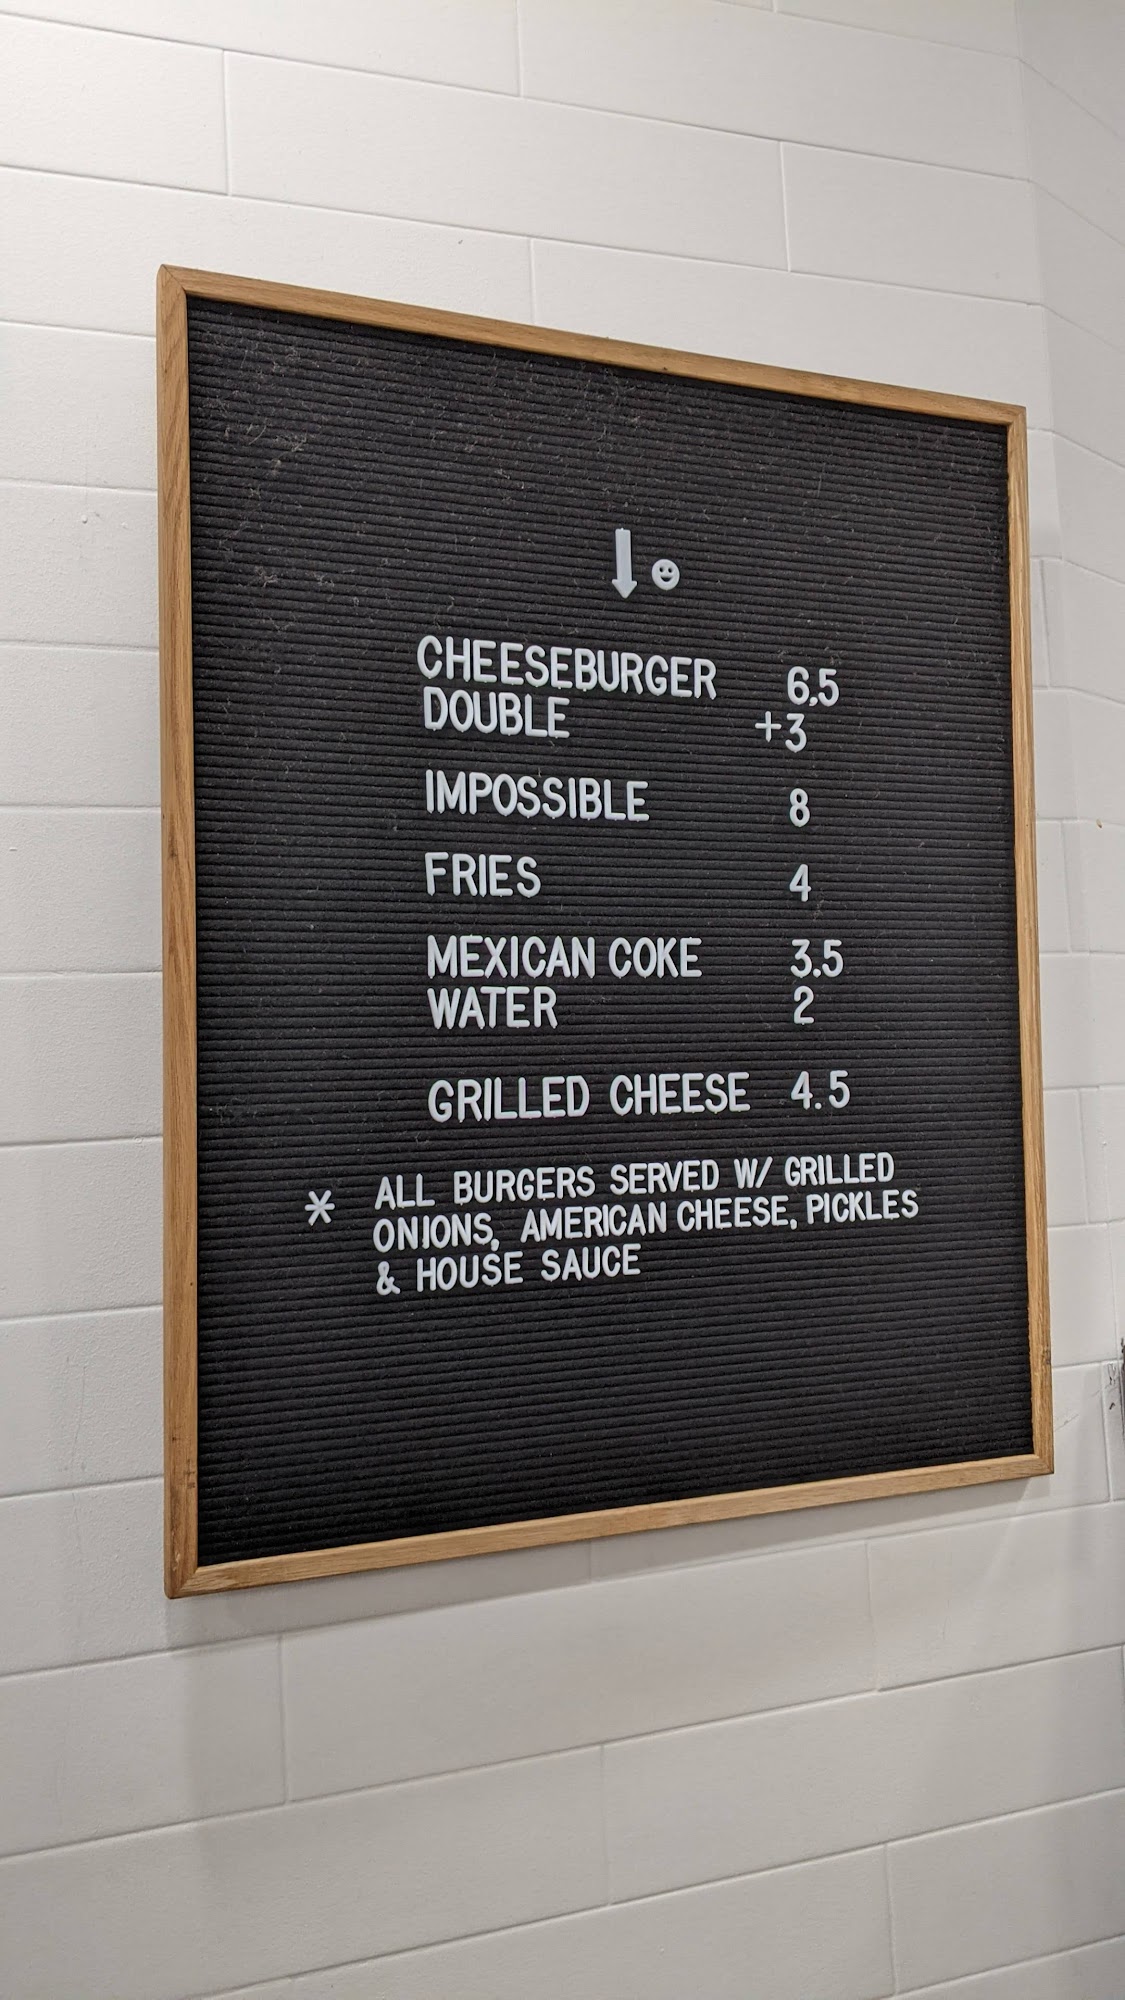 CHEESEBURGER 6,5
DOUBLE +3
IMPOSSIBLE 8
FRIES 4
MEXICAN COKE 3.5
WATER 2
GRILLED CHEESE 4.5
* ALL BURGERS SERVED W/ GRILLED
ONIONS, AMERICAN CHEESE, PICKLES
& HOUSE SAUCE